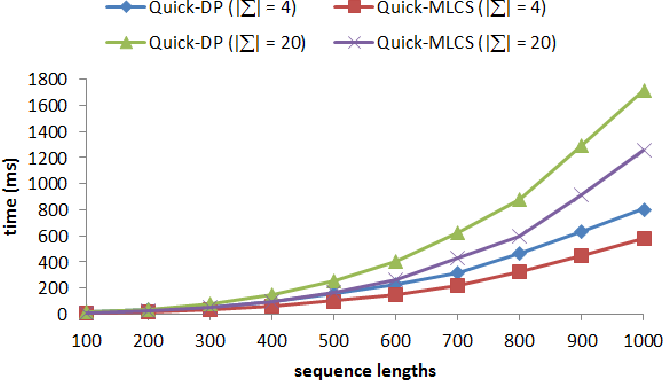 Quick-DP (|∑| = 4) Quick-MLCS (|∑| = 4)
Quick-DP (|∑| = 20) Quick-MLCS (|∑| = 20)
1800
1600
1400
1200
1000
800
600
400
200
0
time (ms)
100 200 300 400 500 600 700 800 900 1000
sequence lengths